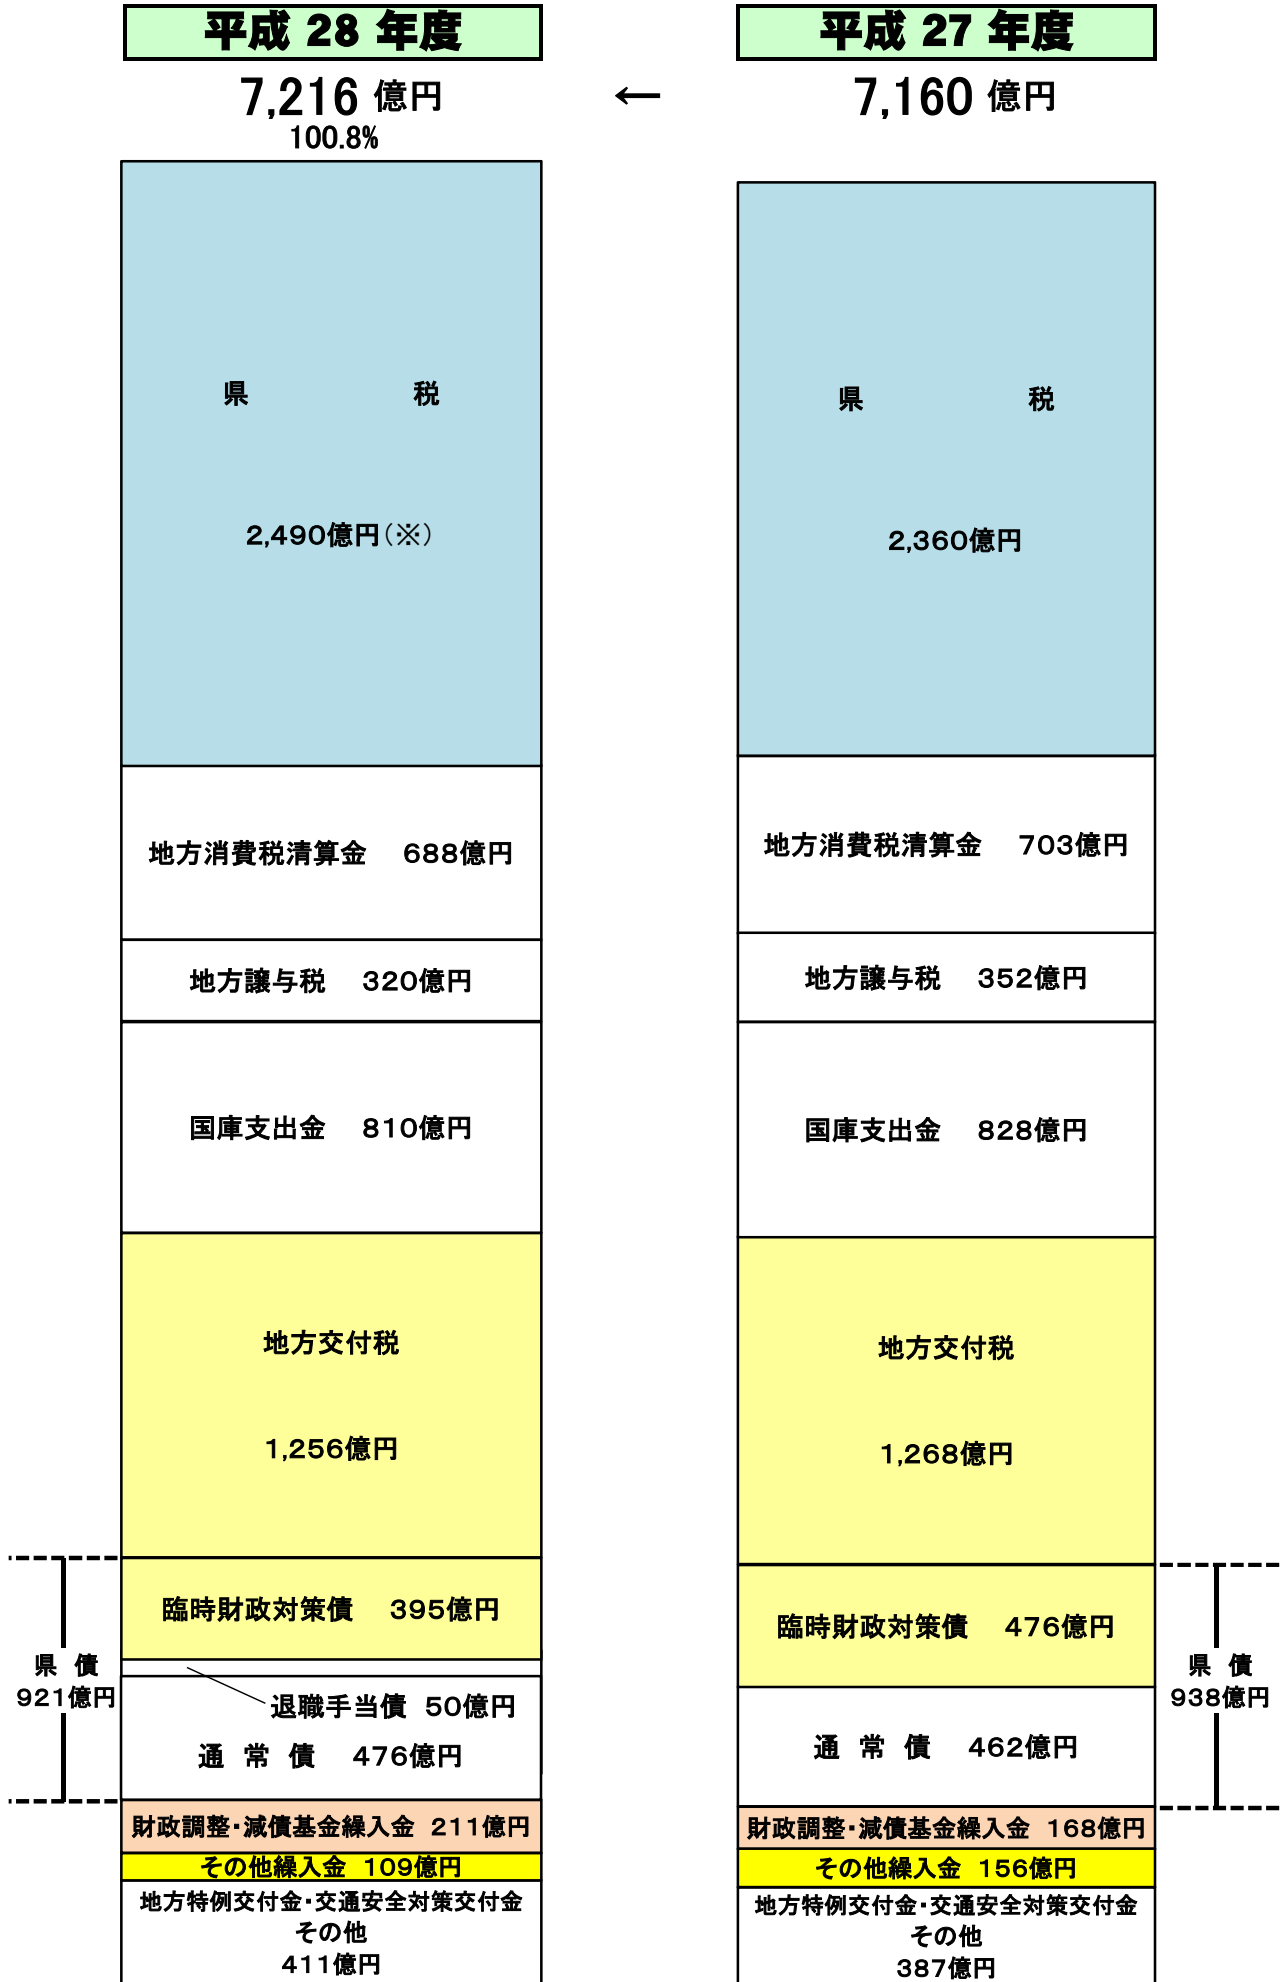 平成 28 年度
7,216 億円
100.8%
県 税
2,490億円(※)
地方消費税清算金 688億円
地方譲与税 320億円
国庫支出金 810億円
地方交付税
1,256億円
臨時財政対策債 395億円
退職手当債 50億円
通 常 債 476億円
県 債
921億円
財政調整・減債基金繰入金 211億円
その他繰入金 109億円
地方特例交付金・交通安全対策交付金
その他
411億円
←
平成 27 年度
7,160 億円
県 税
2,360億円
地方消費税清算金 703億円
地方譲与税 352億円
国庫支出金 828億円
地方交付税
1,268億円
臨時財政対策債 476億円
通 常 債 462億円
県 債
938億円
財政調整・減債基金繰入金 168億円
その他繰入金 156億円
地方特例交付金・交通安全対策交付金
その他
387億円